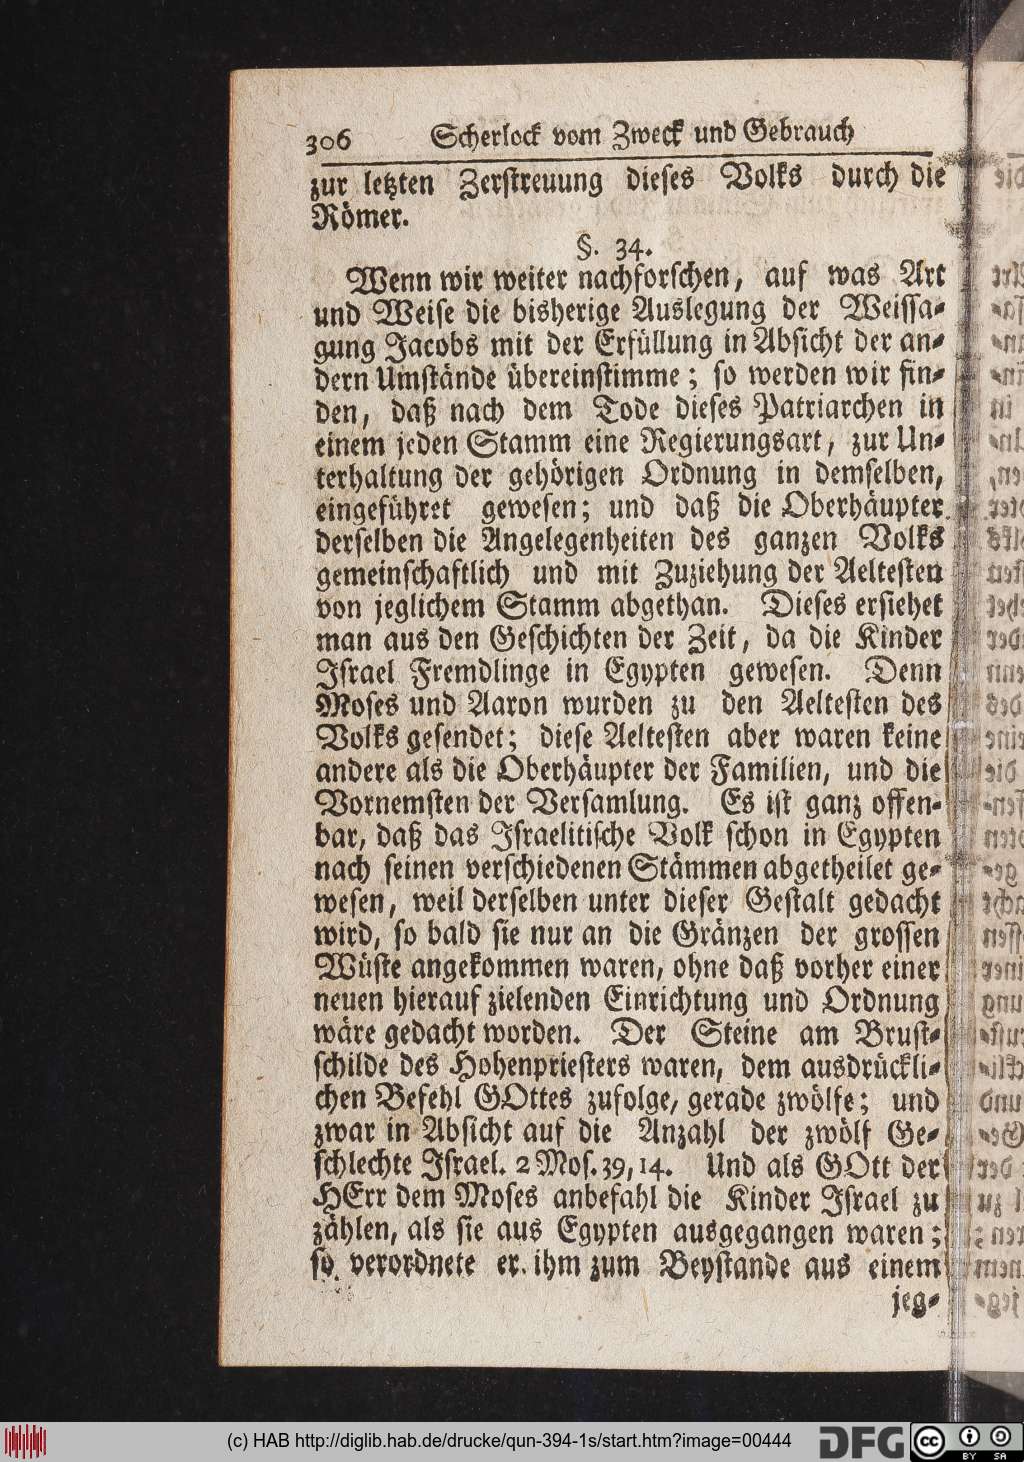 306 Scherlock vom Zweck und Gebrauch
zur letzten Zerstreuung dieses Volks durch die
Römer.
§. 34.
Wenn wir weiter nachforschen, auf was Art
und Weise die bisherige Auslegung der Weissa-
gung Jacobs mit der Erfüllung in Absicht der an-
dern Umstände übereinstimme; so werden wir fin-
den, daß nach dem Tode dieses Patriarchen in
einem jeden Stamm eine Regierungsart, zur Un-
terhaltung der gehörigen Ordnung in demselben,
eingeführet gewesen; und daß die Oberhäupter
derselben die Angelegenheiten des ganzen Volks
gemeinschaftlich und mit Zuziehung der Aeltesten
von jeglichem Stamm abgethan. Dieses ersiehet
man aus den Geschichten der Zeit, da die Kinder
Israel Fremdlinge in Egypten gewesen. Denn
Moses und Aaron wurden zu den Aeltesten des
Volks gesendet; diese Aeltesten aber waren keine
andere als die Oberhäupter der Familien, und die
Vornemsten der Versamlung. Es ist ganz offen-
bar, daß das Israelitische Volk schon in Egypten
nach seinen verschiedenen Stämmen abgetheilet ge-
wesen, weil derselben unter dieser Gestalt gedacht
wird, so bald sie nur an die Gränzen der grossen
Wüste angekommen waren, ohne daß vorher einer
neuen hierauf zielenden Einrichtung und Ordnung
wäre gedacht worden. Der Steine am Brust-
schilde des Hohenpriesters waren, dem ausdrückli-
chen Befehl GOttes zufolge, gerade zwölfe; und
zwar in Absicht auf die Anzahl der zwölf Ge-
schlechte Israel. 2 Mos. 39, 14. Und als GOtt der
HErr dem Moses anbefahl die Kinder Israel zu
zählen, als sie aus Egypten ausgegangen waren;
so verordnete er ihm zum Beystande aus einem
jeg-
(c) HAB http://diglib.hab.de/drucke/qun-394-1s/start.htm?image=00444
DFG
cc
BY SA